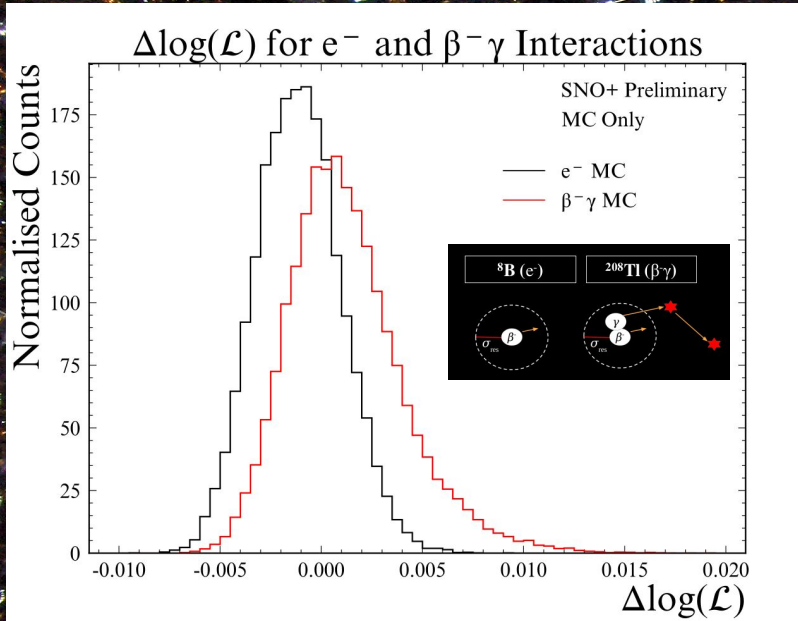 Δlog(ℒ) for e⁻ and β⁻γ Interactions
SNO+ Preliminary
MC Only
e⁻ MC
β⁻γ MC
⁸B (e⁻)
²⁰⁸Tl (β⁻γ)
γ
β⁻
β⁻
σres
σres
Normalised Counts
175
150
125
100
75
50
25
0
-0.010
-0.005
0.000
0.005
0.010
0.015
0.020
Δlog(ℒ)